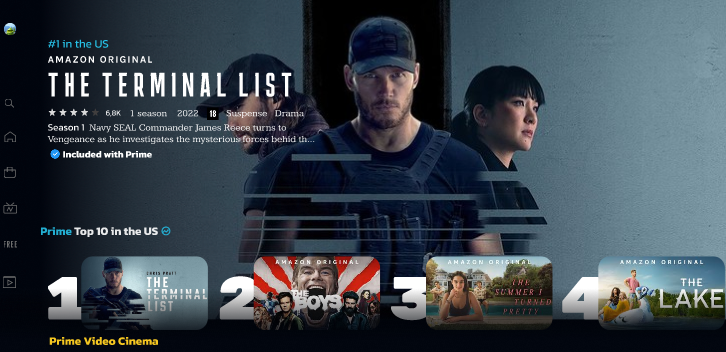 #1 in the US
AMAZON ORIGINAL
THE TERMINAL LIST
6,8K 1 season 2022 18 Suspense Drama
Season 1 Navy SEAL Commander James Reece turns to
Vengeance as he investigates the mysterious forces behind th...
Included with Prime
FREE
Prime Top 10 in the US
1
CHRIS PRATT
THE
TERMINAL
LIST
2
AMAZON ORIGINAL
THE
BOYS
3
AMAZON ORIGINAL
THE
SUMMER I
TURNED
PRETTY
4
AMAZON ORIGINAL
THE
LAKE
Prime Video Cinema